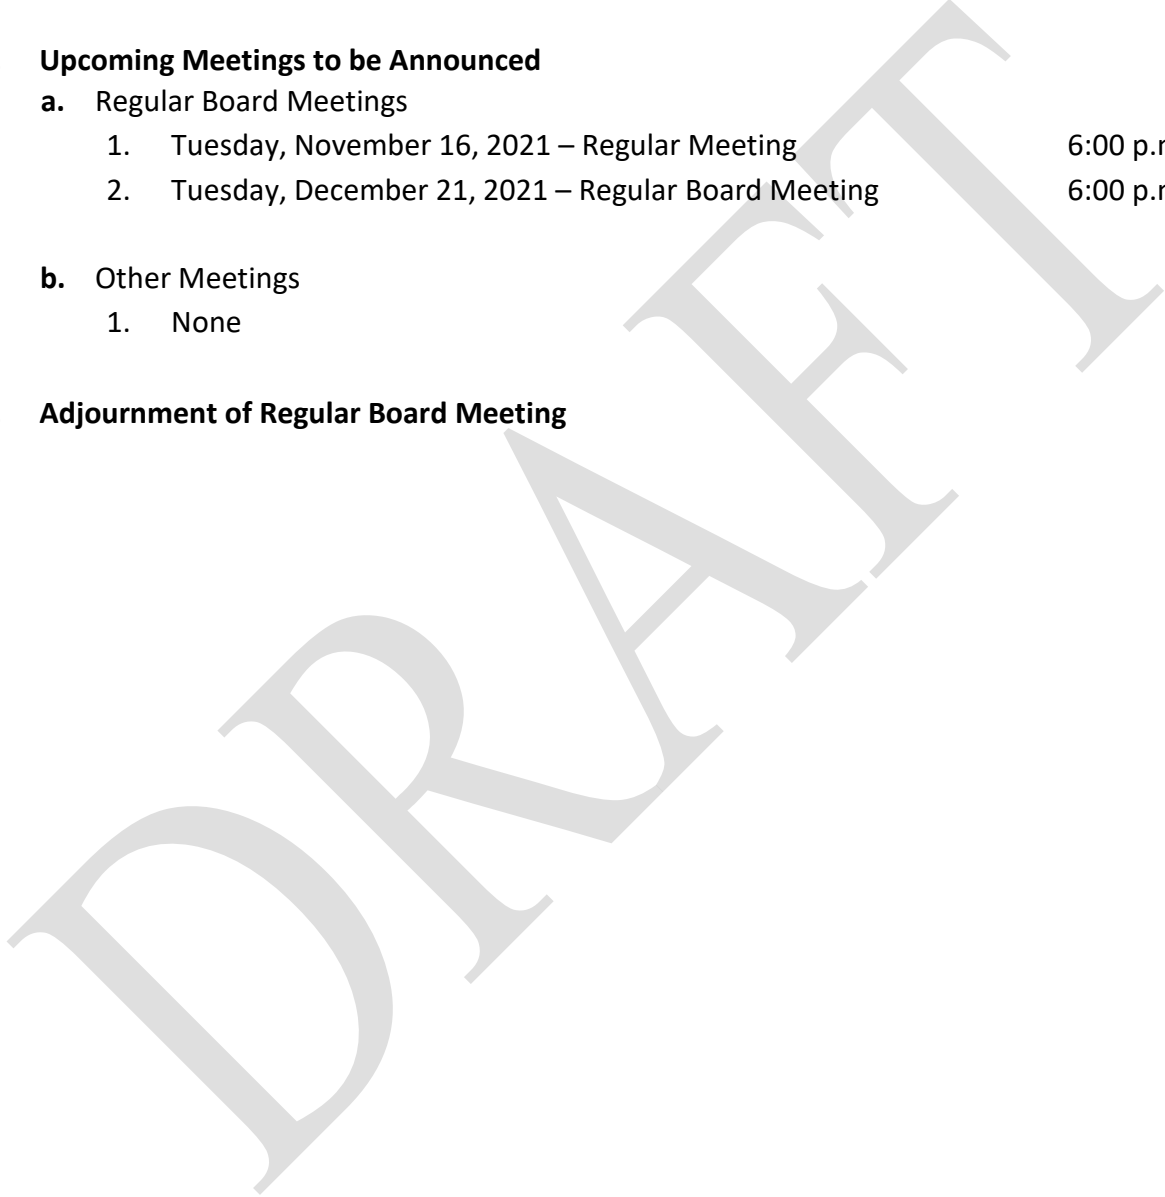 Upcoming Meetings to be Announced
a. Regular Board Meetings
1. Tuesday, November 16, 2021 – Regular Meeting 6:00
2. Tuesday, December 21, 2021 – Regular Board Meeting 6:00
b. Other Meetings
1. None
Adjournment of Regular Board Meeting
DRAFT